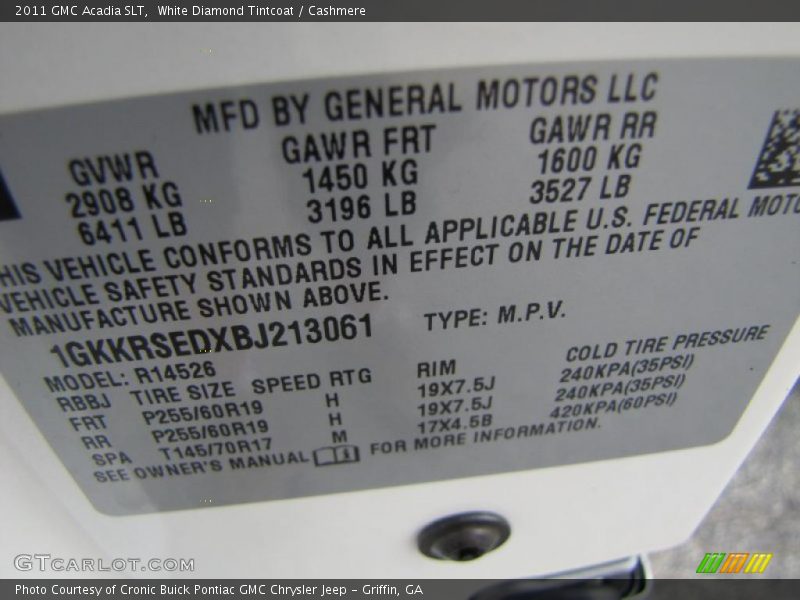 2011 GMC Acadia SLT, White Diamond Tintcoat / Cashmere
MFD BY GENERAL MOTORS LLC
GVWR GAWR FRT GAWR RR
2908 KG 1450 KG 1600 KG
6411 LB 3196 LB 3527 LB
HIS VEHICLE CONFORMS TO ALL APPLICABLE U.S. FEDERAL MOTO
VEHICLE SAFETY STANDARDS IN EFFECT ON THE DATE OF
MANUFACTURE SHOWN ABOVE.
1GKKRSEDXBJ213061 TYPE: M.P.V.
MODEL: R14526
RBBJ TIRE SIZE SPEED RTG RIM COLD TIRE PRESSURE
FRT P255/60R19 H 19X7.5J 240KPA(35PSI)
RR P255/60R19 H 19X7.5J 240KPA(35PSI)
SPA T145/70R17 M 17X4.5B 420KPA(60PSI)
SEE OWNER'S MANUAL FOR MORE INFORMATION.
GTCARLOT.COM
Photo Courtesy of Cronic Buick Pontiac GMC Chrysler Jeep - Griffin, GA